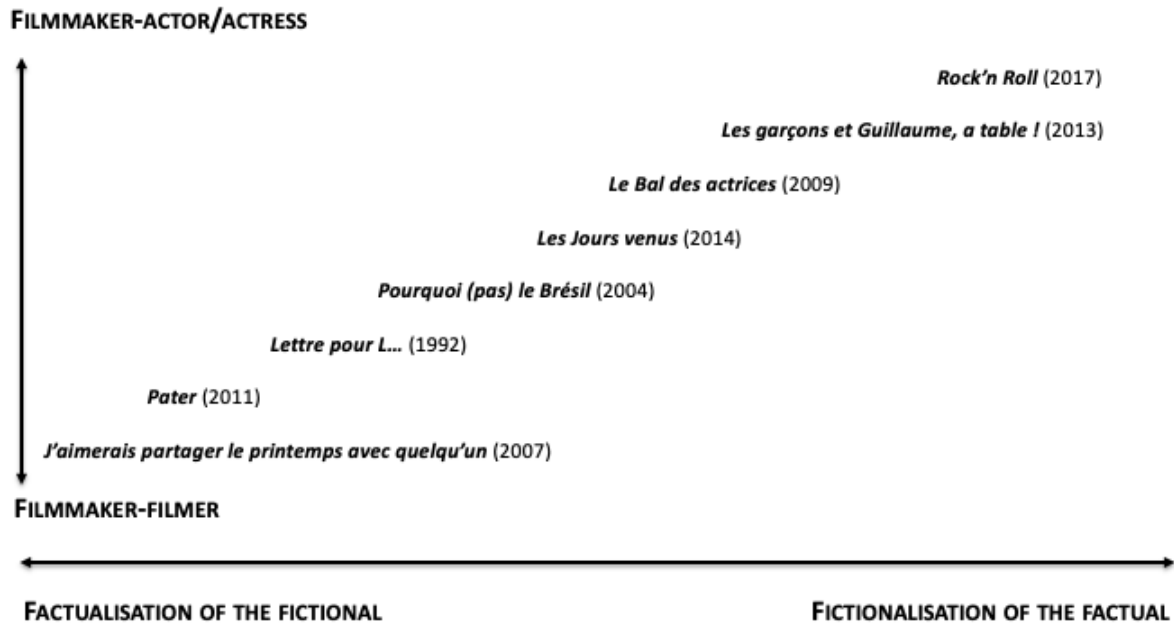 FILMMAKER-ACTOR/ACTRESS
Rock'n Roll (2017)
Les garçons et Guillaume, a table ! (2013)
Le Bal des actrices (2009)
Les Jours venus (2014)
Pourquoi (pas) le Brésil (2004)
Lettre pour L... (1992)
Pater (2011)
J'aimerais partager le printemps avec quelqu'un (2007)
FILMMAKER-FILMER
FACTUALISATION OF THE FICTIONAL
FICTIONALISATION OF THE FACTUAL